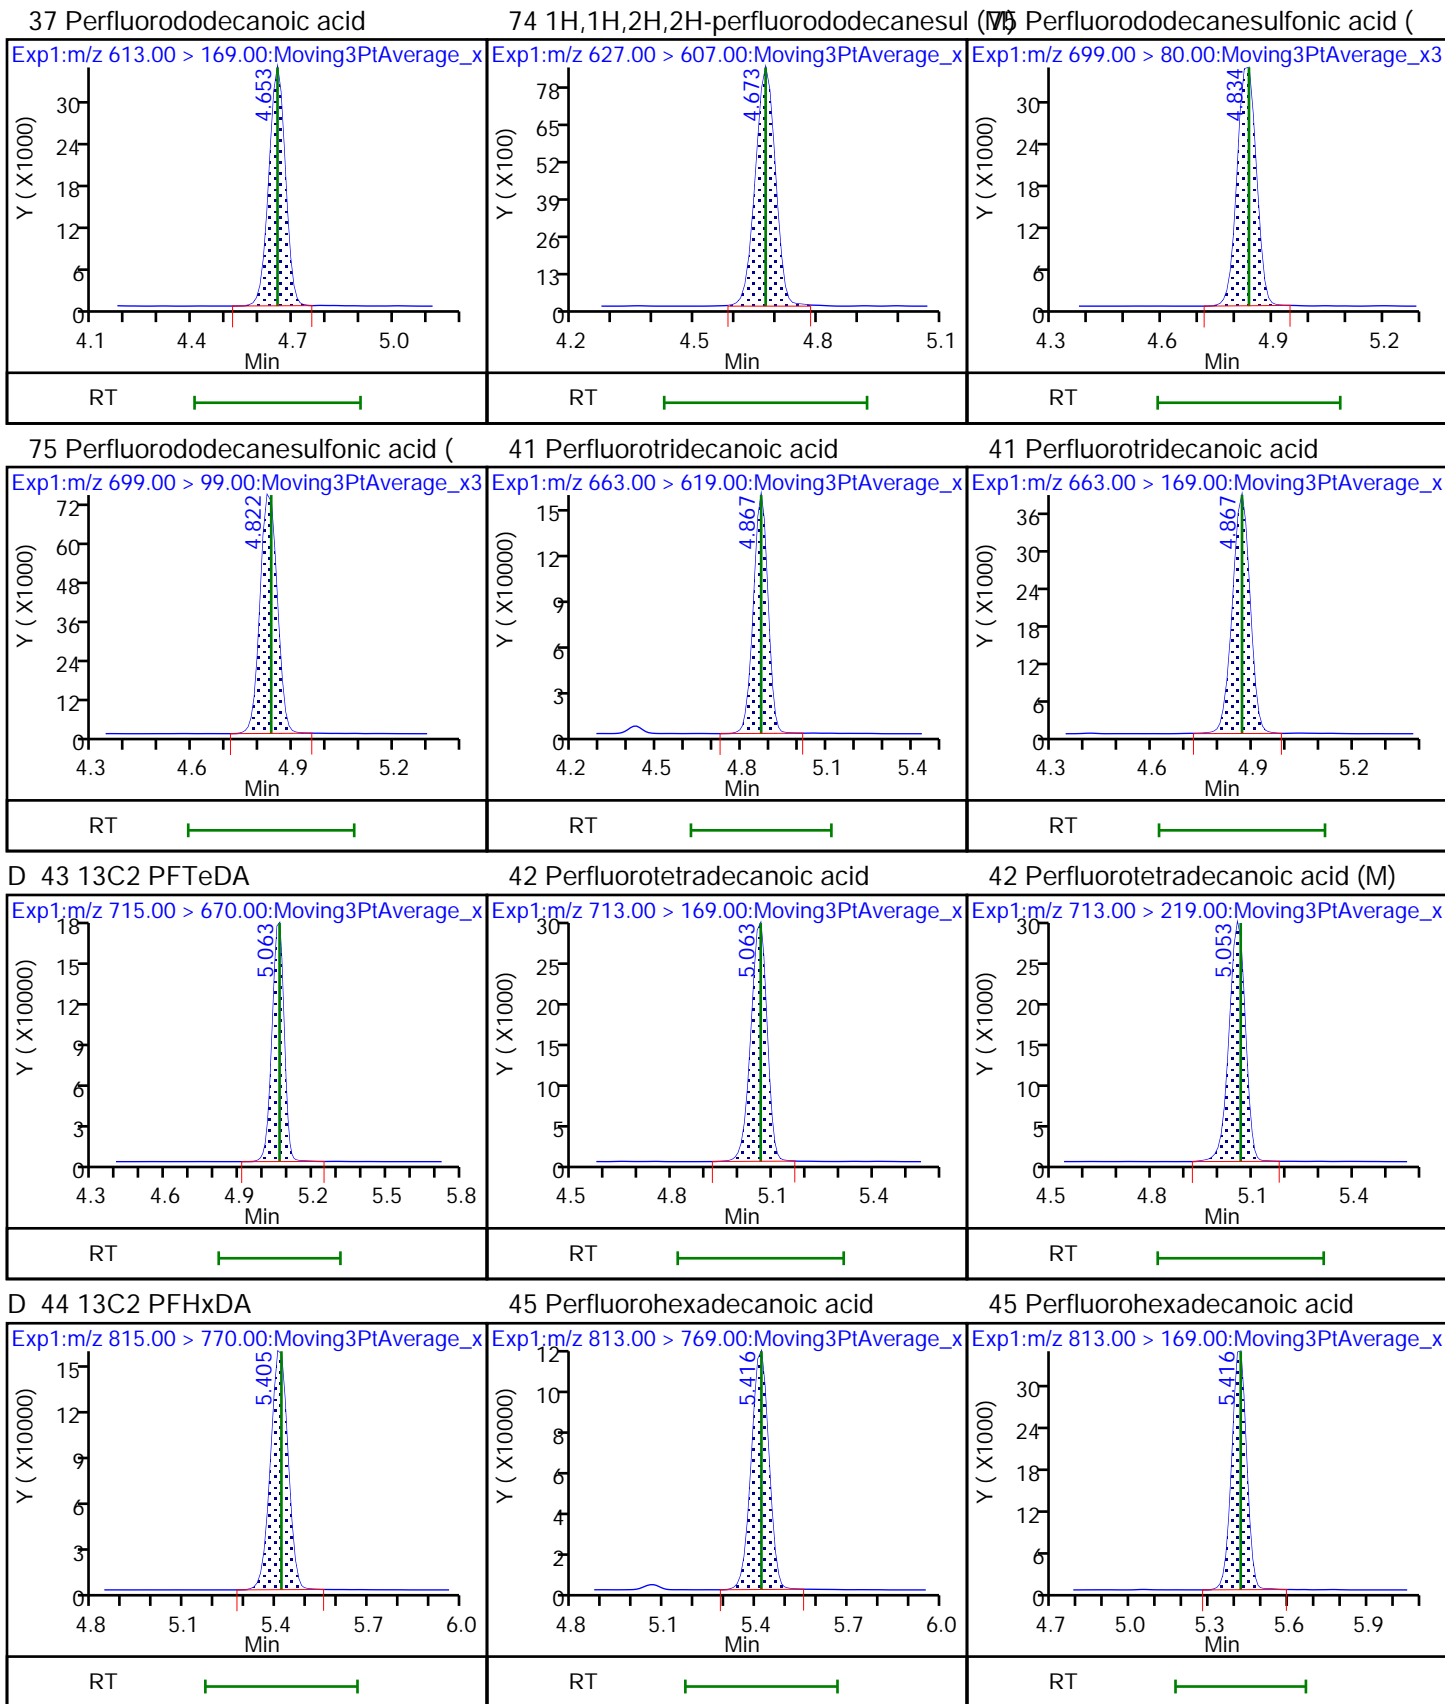 37 Perfluorododecanoic acid
74 1H,1H,2H,2H-perfluorododecanesul (M)
75 Perfluorododecanesulfonic acid (
Exp1:m/z 613.00 > 169.00:Moving3PtAverage_x
Exp1:m/z 627.00 > 607.00:Moving3PtAverage_x
Exp1:m/z 699.00 > 80.00:Moving3PtAverage_x3
4.653
4.673
4.834
Y ( X1000)
30
24
18
12
6
0
Y ( X100)
78
65
52
39
26
13
0
Y ( X1000)
30
24
18
12
6
0
4.1 4.4 4.7 5.0
4.2 4.5 4.8 5.1
4.3 4.6 4.9 5.2
Min
Min
Min
RT
RT
RT
75 Perfluorododecanesulfonic acid (
41 Perfluorotridecanoic acid
41 Perfluorotridecanoic acid
Exp1:m/z 699.00 > 99.00:Moving3PtAverage_x3
Exp1:m/z 663.00 > 619.00:Moving3PtAverage_x
Exp1:m/z 663.00 > 169.00:Moving3PtAverage_x
4.822
4.867
4.867
Y ( X1000)
72
60
48
36
24
12
0
Y ( X10000)
15
12
9
6
3
0
Y ( X1000)
36
30
24
18
12
6
0
4.3 4.6 4.9 5.2
4.2 4.5 4.8 5.1 5.4
4.3 4.6 4.9 5.2
Min
Min
Min
RT
RT
RT
D 43 13C2 PFTeDA
42 Perfluorotetradecanoic acid
42 Perfluorotetradecanoic acid (M)
Exp1:m/z 715.00 > 670.00:Moving3PtAverage_x
Exp1:m/z 713.00 > 169.00:Moving3PtAverage_x
Exp1:m/z 713.00 > 219.00:Moving3PtAverage_x
5.063
5.063
5.053
Y ( X10000)
18
15
12
9
6
3
0
Y ( X1000)
30
25
20
15
10
5
0
Y ( X1000)
30
25
20
15
10
5
0
4.3 4.6 4.9 5.2 5.5 5.8
4.5 4.8 5.1 5.4
4.5 4.8 5.1 5.4
Min
Min
Min
RT
RT
RT
D 44 13C2 PFHxDA
45 Perfluorohexadecanoic acid
45 Perfluorohexadecanoic acid
Exp1:m/z 815.00 > 770.00:Moving3PtAverage_x
Exp1:m/z 813.00 > 769.00:Moving3PtAverage_x
Exp1:m/z 813.00 > 169.00:Moving3PtAverage_x
5.405
5.416
5.416
Y ( X10000)
15
12
9
6
3
0
Y ( X10000)
12
10
8
6
4
2
0
Y ( X1000)
30
24
18
12
6
0
4.8 5.1 5.4 5.7 6.0
4.8 5.1 5.4 5.7 6.0
4.7 5.0 5.3 5.6 5.9
Min
Min
Min
RT
RT
RT